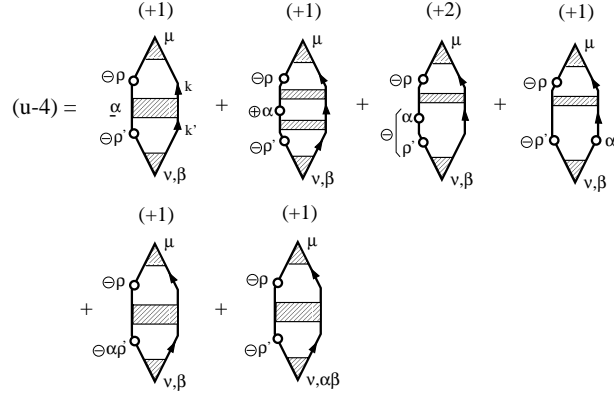 (+1) (+1) (+2) (+1)
μ μ μ μ
⊖ρ ⊖ρ ⊖ρ ⊖ρ
k
(u-4) = α̲ + ⊕α + α + 
⊖
k'
⊖ρ' ⊖ρ' ρ' ⊖ρ' α
ν,β ν,β ν,β ν,β
(+1) (+1)
μ μ
⊖ρ ⊖ρ
+ +
⊖αρ' ⊖ρ'
ν,β ν,αβ